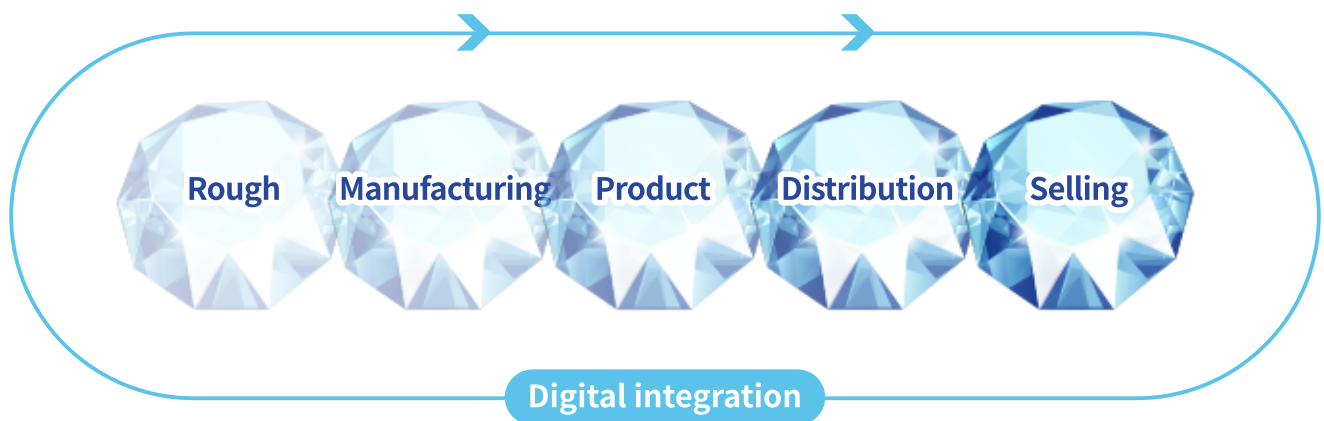 Rough
Manufacturing
Product
Distribution
Selling
Digital integration